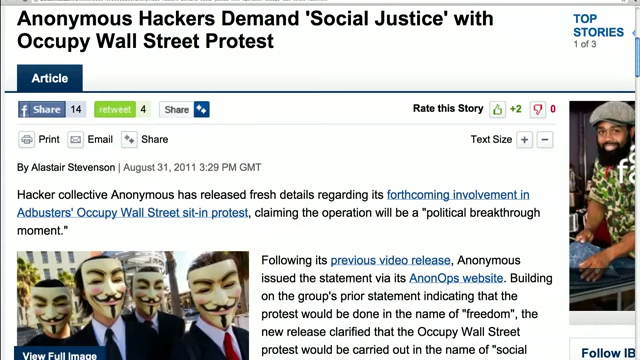 Anonymous Hackers Demand 'Social Justice' with
Occupy Wall Street Protest
TOP
STORIES
1 of 3
Article
f Share 14
retweet 4
Share
Rate this Story
+2
0
Print
Email
Share
Text Size + −
By Alastair Stevenson | August 31, 2011 3:29 PM GMT
Hacker collective Anonymous has released fresh details regarding its forthcoming involvement in
Adbusters' Occupy Wall Street sit-in protest, claiming the operation will be a "political breakthrough
moment."
Following its previous video release, Anonymous
issued the statement via its AnonOps website. Building
on the group's prior statement indicating that the
protest would be done in the name of "freedom", the
new release clarified that the Occupy Wall Street
protest would be carried out in the name of "social
View Full Image
Follow IB